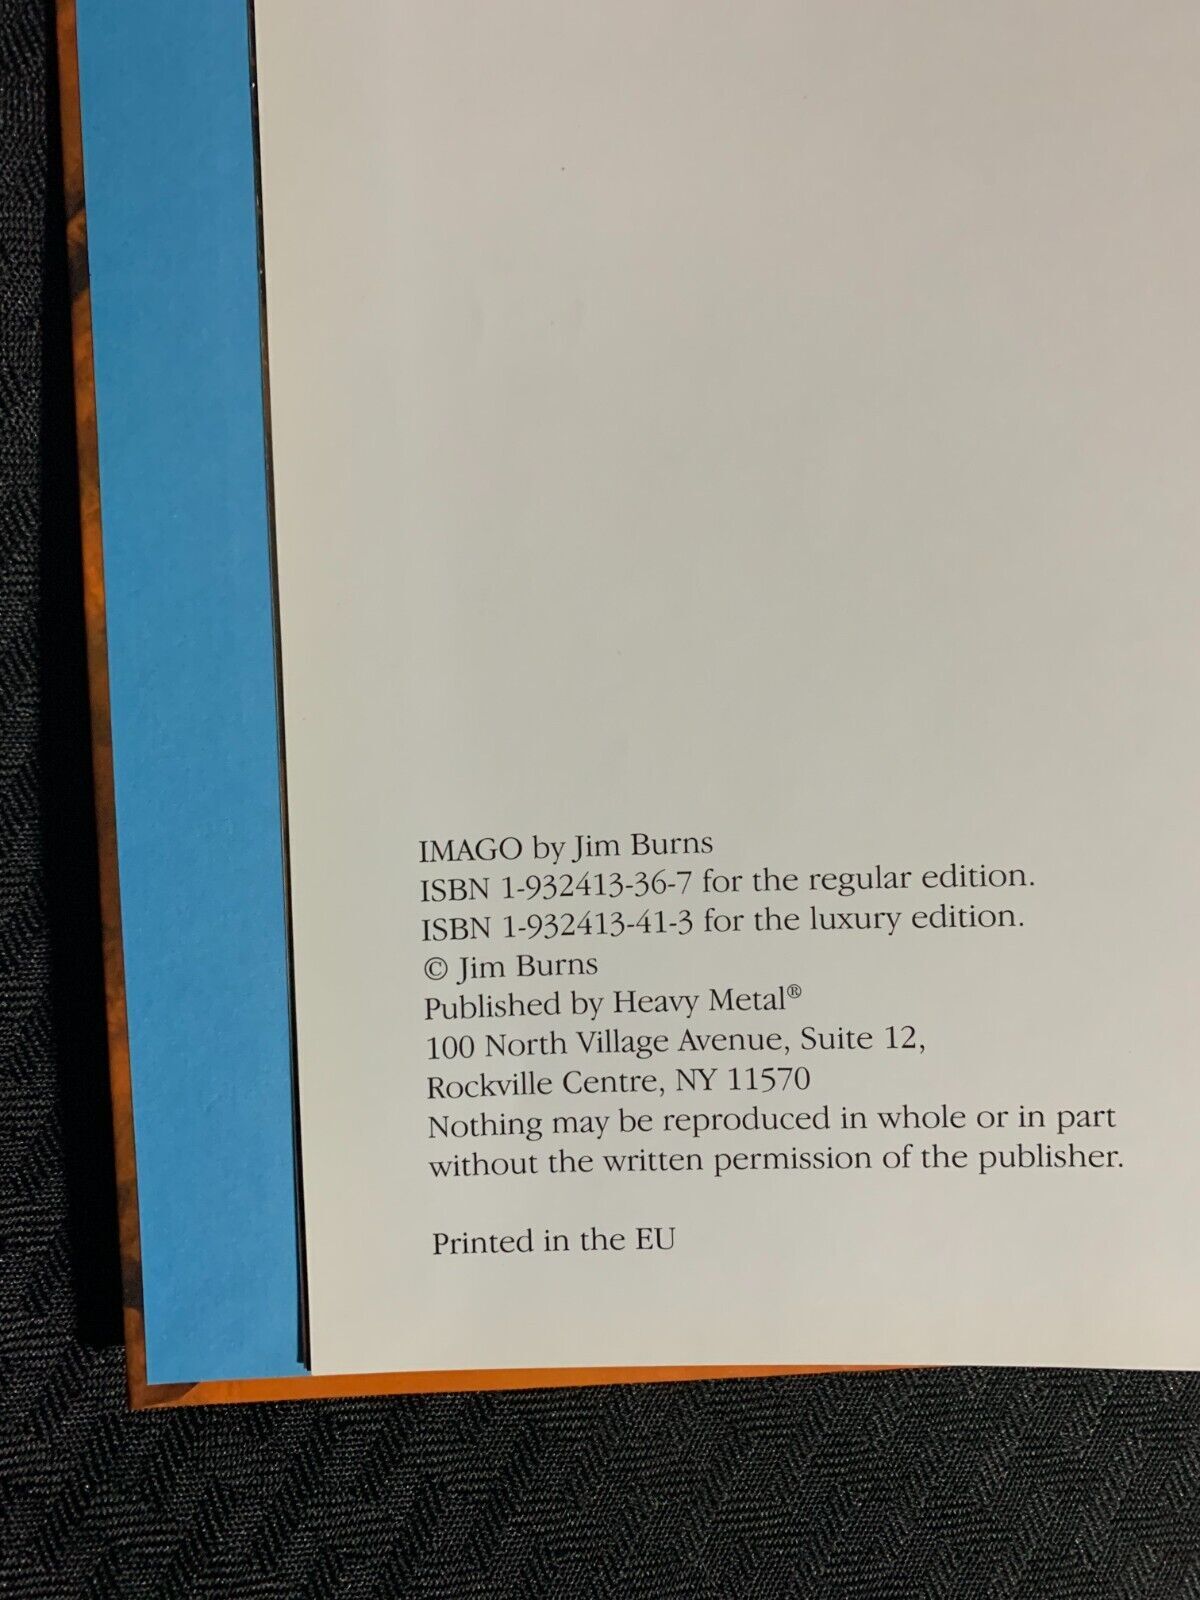 IMAGO by Jim Burns
ISBN 1-932413-36-7 for the regular edition.
ISBN 1-932413-41-3 for the luxury edition.
© Jim Burns
Published by Heavy Metal®
100 North Village Avenue, Suite 12,
Rockville Centre, NY 11570
Nothing may be reproduced in whole or in part
without the written permission of the publisher.
Printed in the EU